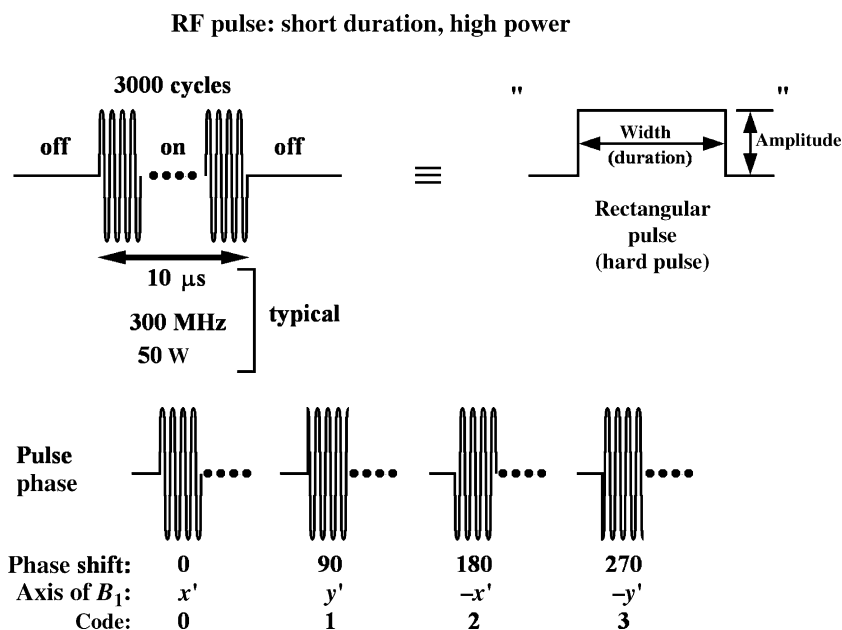 RF pulse: short duration, high power
3000 cycles
off
on
off
10 μs
300 MHz
50 W
typical
≡
"
"
Width
(duration)
Amplitude
Rectangular
pulse
(hard pulse)
Pulse
phase
Phase shift: 0 90 180 270
Axis of B₁: x' y' –x' –y'
Code: 0 1 2 3